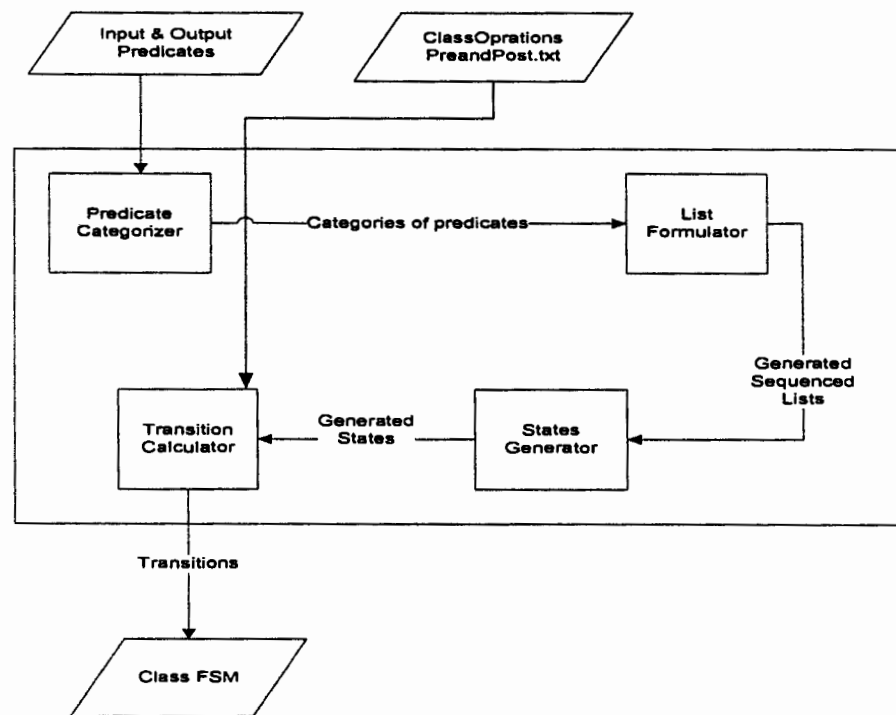 Input & Output
Predicates
ClassOprations
PreandPost.txt
Predicate
Categorizer
Categories of predicates
List
Formulator
Generated
Sequenced
Lists
Transition
Calculator
Generated
States
States
Generator
Transitions
Class FSM